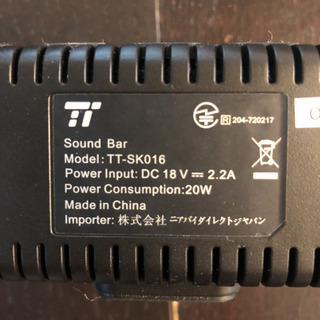 TT
R 204-720217
Sound Bar
Model: TT-SK016
Power Input: DC 18V ⎓ 2.2A
Power Consumption:20W
Made in China
Importer: 株式会社 ニアバイダイレクトジャパン